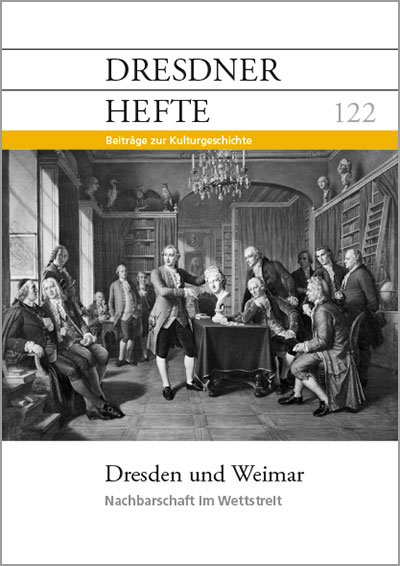 DRESDNER
HEFTE 122
Beiträge zur Kulturgeschichte
Dresden und Weimar
Nachbarschaft im Wettstreit